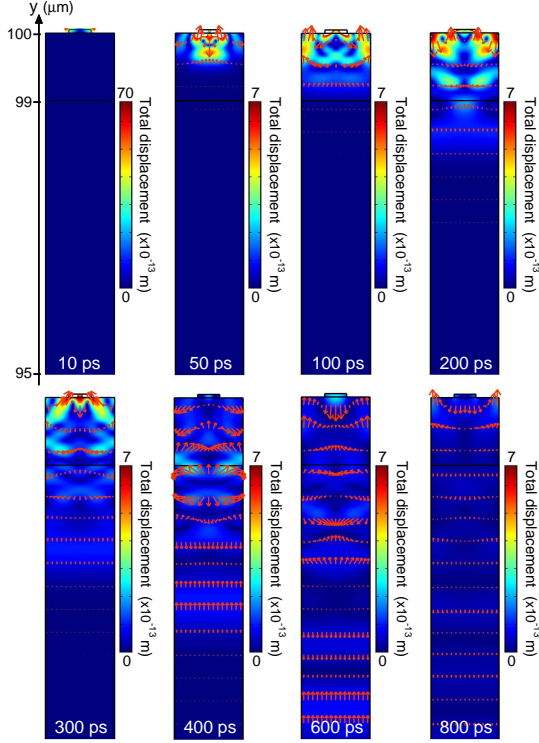 y (μm)
100
99
95
70
Total displacement (x10⁻¹³ m)
0
10 ps
7
Total displacement (x10⁻¹³ m)
0
50 ps
7
Total displacement (x10⁻¹³ m)
0
100 ps
7
Total displacement (x10⁻¹³ m)
0
200 ps
7
Total displacement (x10⁻¹³ m)
0
300 ps
7
Total displacement (x10⁻¹³ m)
0
400 ps
7
Total displacement (x10⁻¹³ m)
0
600 ps
7
Total displacement (x10⁻¹³ m)
0
800 ps